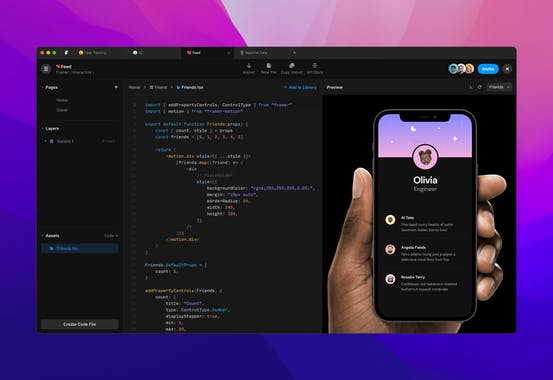 Feed
Feed
Framer | Interactive
Import
New File
Copy Import
API Docs
Invite
Pages
Home
Cover
Layers
Variant 1
Assets
Code
Friends.tsx
Create Code File
Home
Friend
Friends.tsx
Add to Library
import { addPropertyControls, ControlType } from "framer"
import { motion } from "framer-motion"
export default function Friends(props) {
const { count, style } = props
const friends = [0, 1, 2, 3, 4, 5]
return (
<motion.div style={{ ...style }}>
{friends.map((friend) => (
<div
style={{
backgroundColor: "rgba(255,255,255,0.05)",
margin: "10px auto",
borderRadius: 20,
width: 240,
height: 100,
}}
/>
))}
</motion.div>
)
}
Friends.defaultProps = {
count: 5,
}
addPropertyControls(Friends, {
count: {
title: "Count",
type: ControlType.Number,
displayStepper: true,
min: 1,
max: 20,
Preview
Friends
Olivia
Engineer
Al Tate
Angela Fields
Rosalie Terry